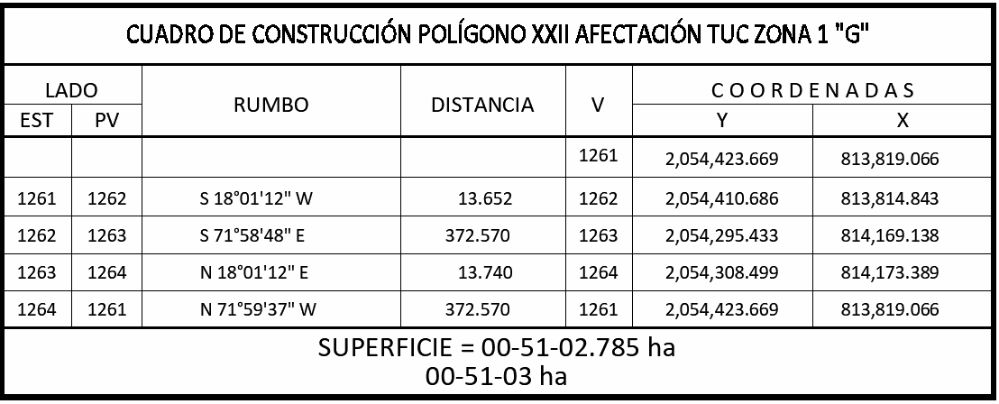 CUADRO DE CONSTRUCCIÓN POLÍGONO XXII AFECTACIÓN TUC ZONA 1 "G"
LADO RUMBO DISTANCIA V C O O R D E N A D A S
EST PV Y X
1261 2,054,423.669 813,819.066
1261 1262 S 18°01'12" W 13.652 1262 2,054,410.686 813,814.843
1262 1263 S 71°58'48" E 372.570 1263 2,054,295.433 814,169.138
1263 1264 N 18°01'12" E 13.740 1264 2,054,308.499 814,173.389
1264 1261 N 71°59'37" W 372.570 1261 2,054,423.669 813,819.066
SUPERFICIE = 00-51-02.785 ha
00-51-03 ha